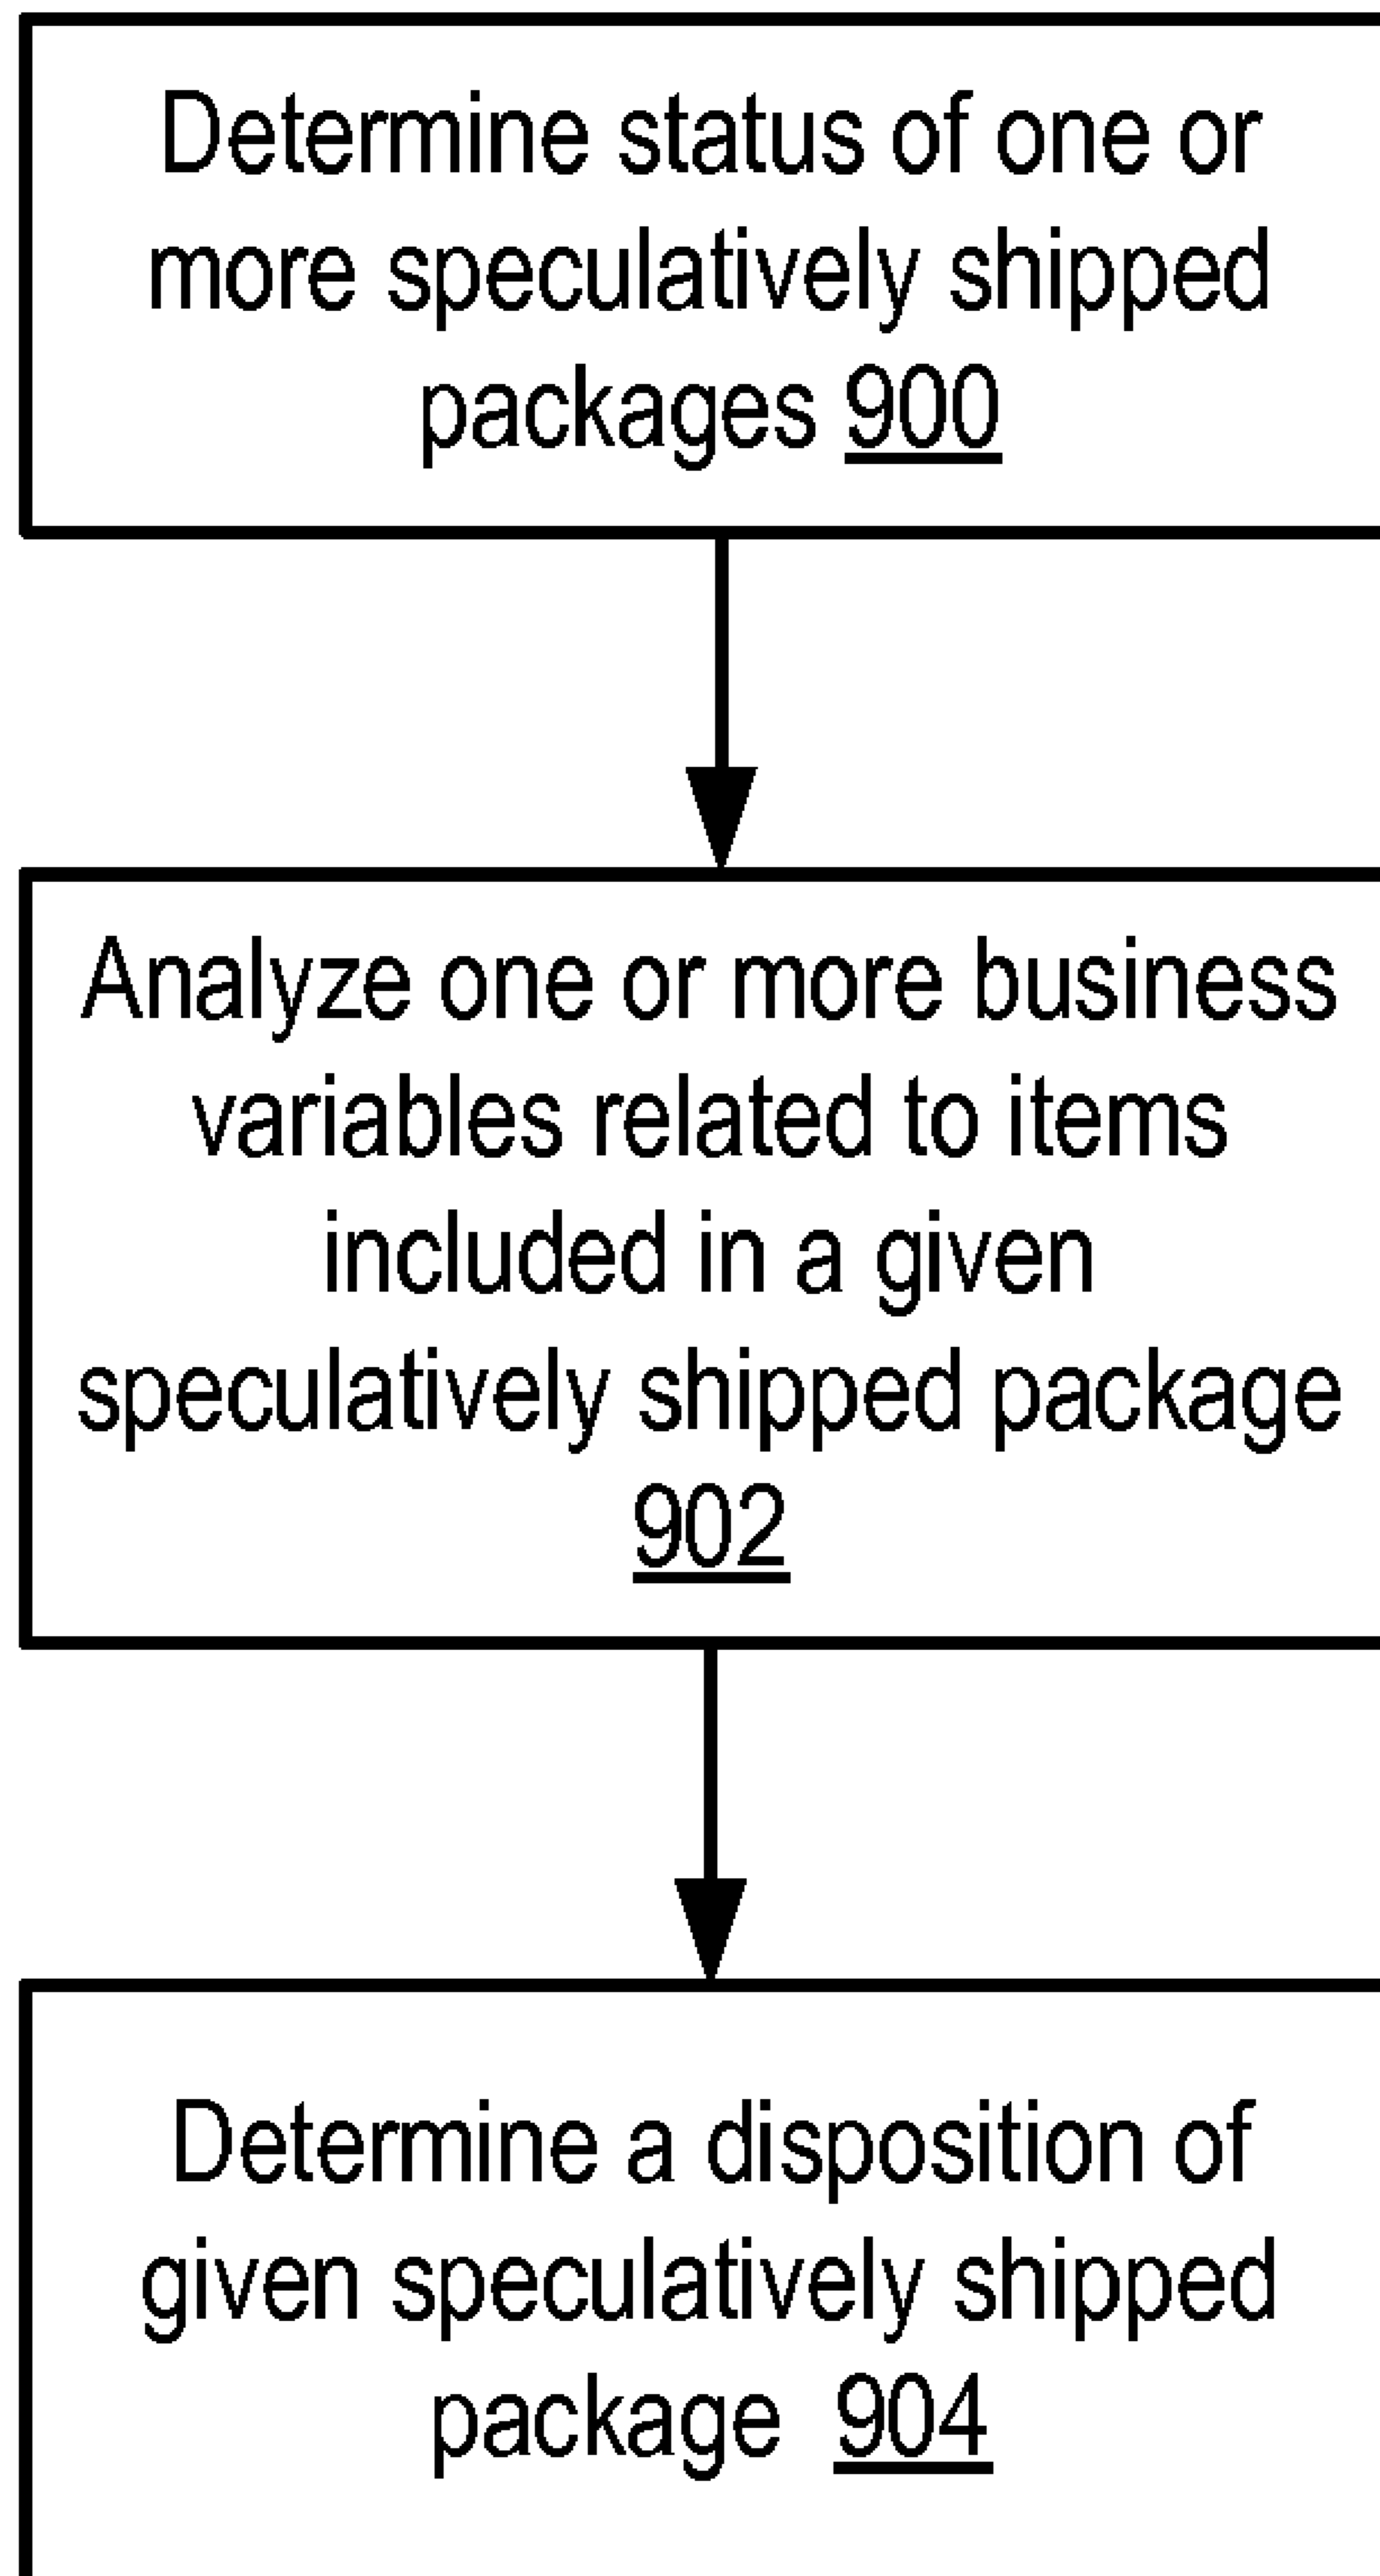 Determine status of one or
more speculatively shipped
packages 900
Analyze one or more business
variables related to items
included in a given
speculatively shipped package
902
Determine a disposition of
given speculatively shipped
package 904